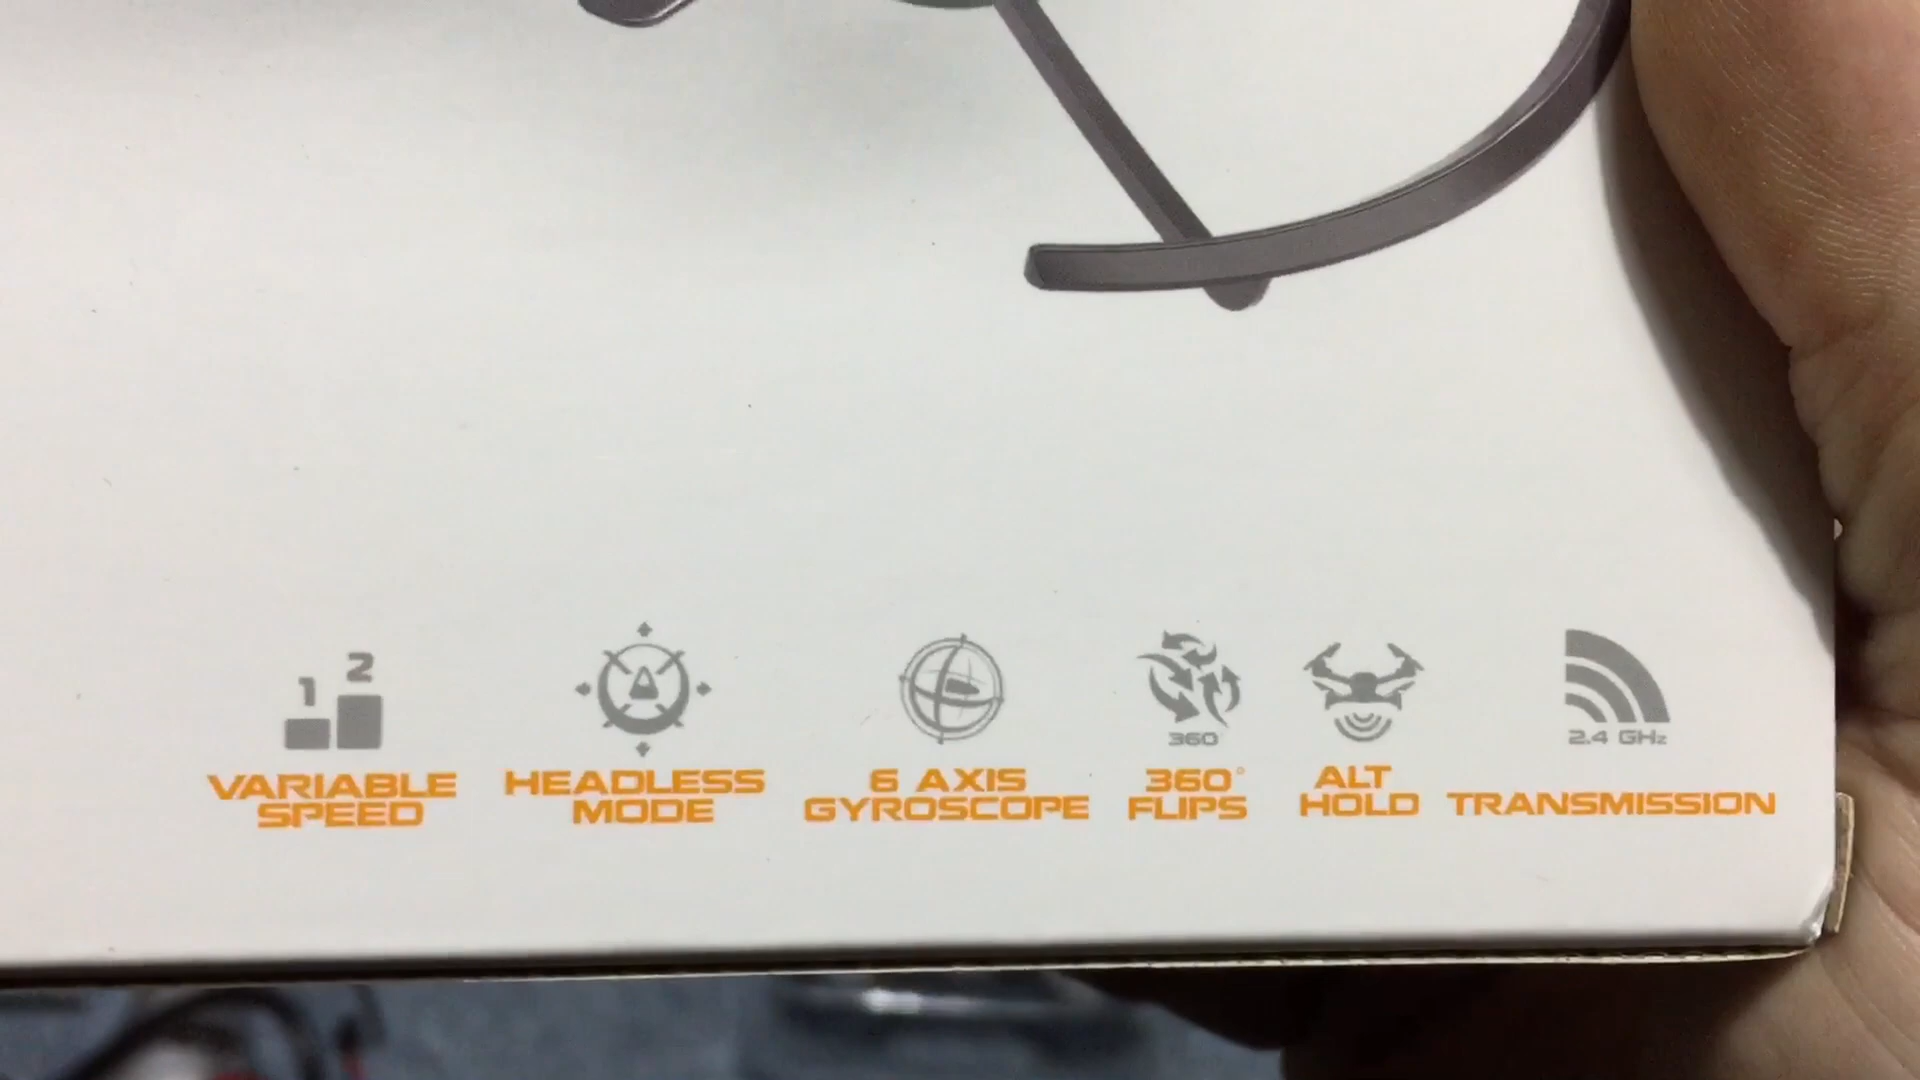 1 2
VARIABLE
SPEED
HEADLESS
MODE
6 AXIS
GYROSCOPE
360
360°
FLIPS
ALT
HOLD
2.4 GHz
TRANSMISSION